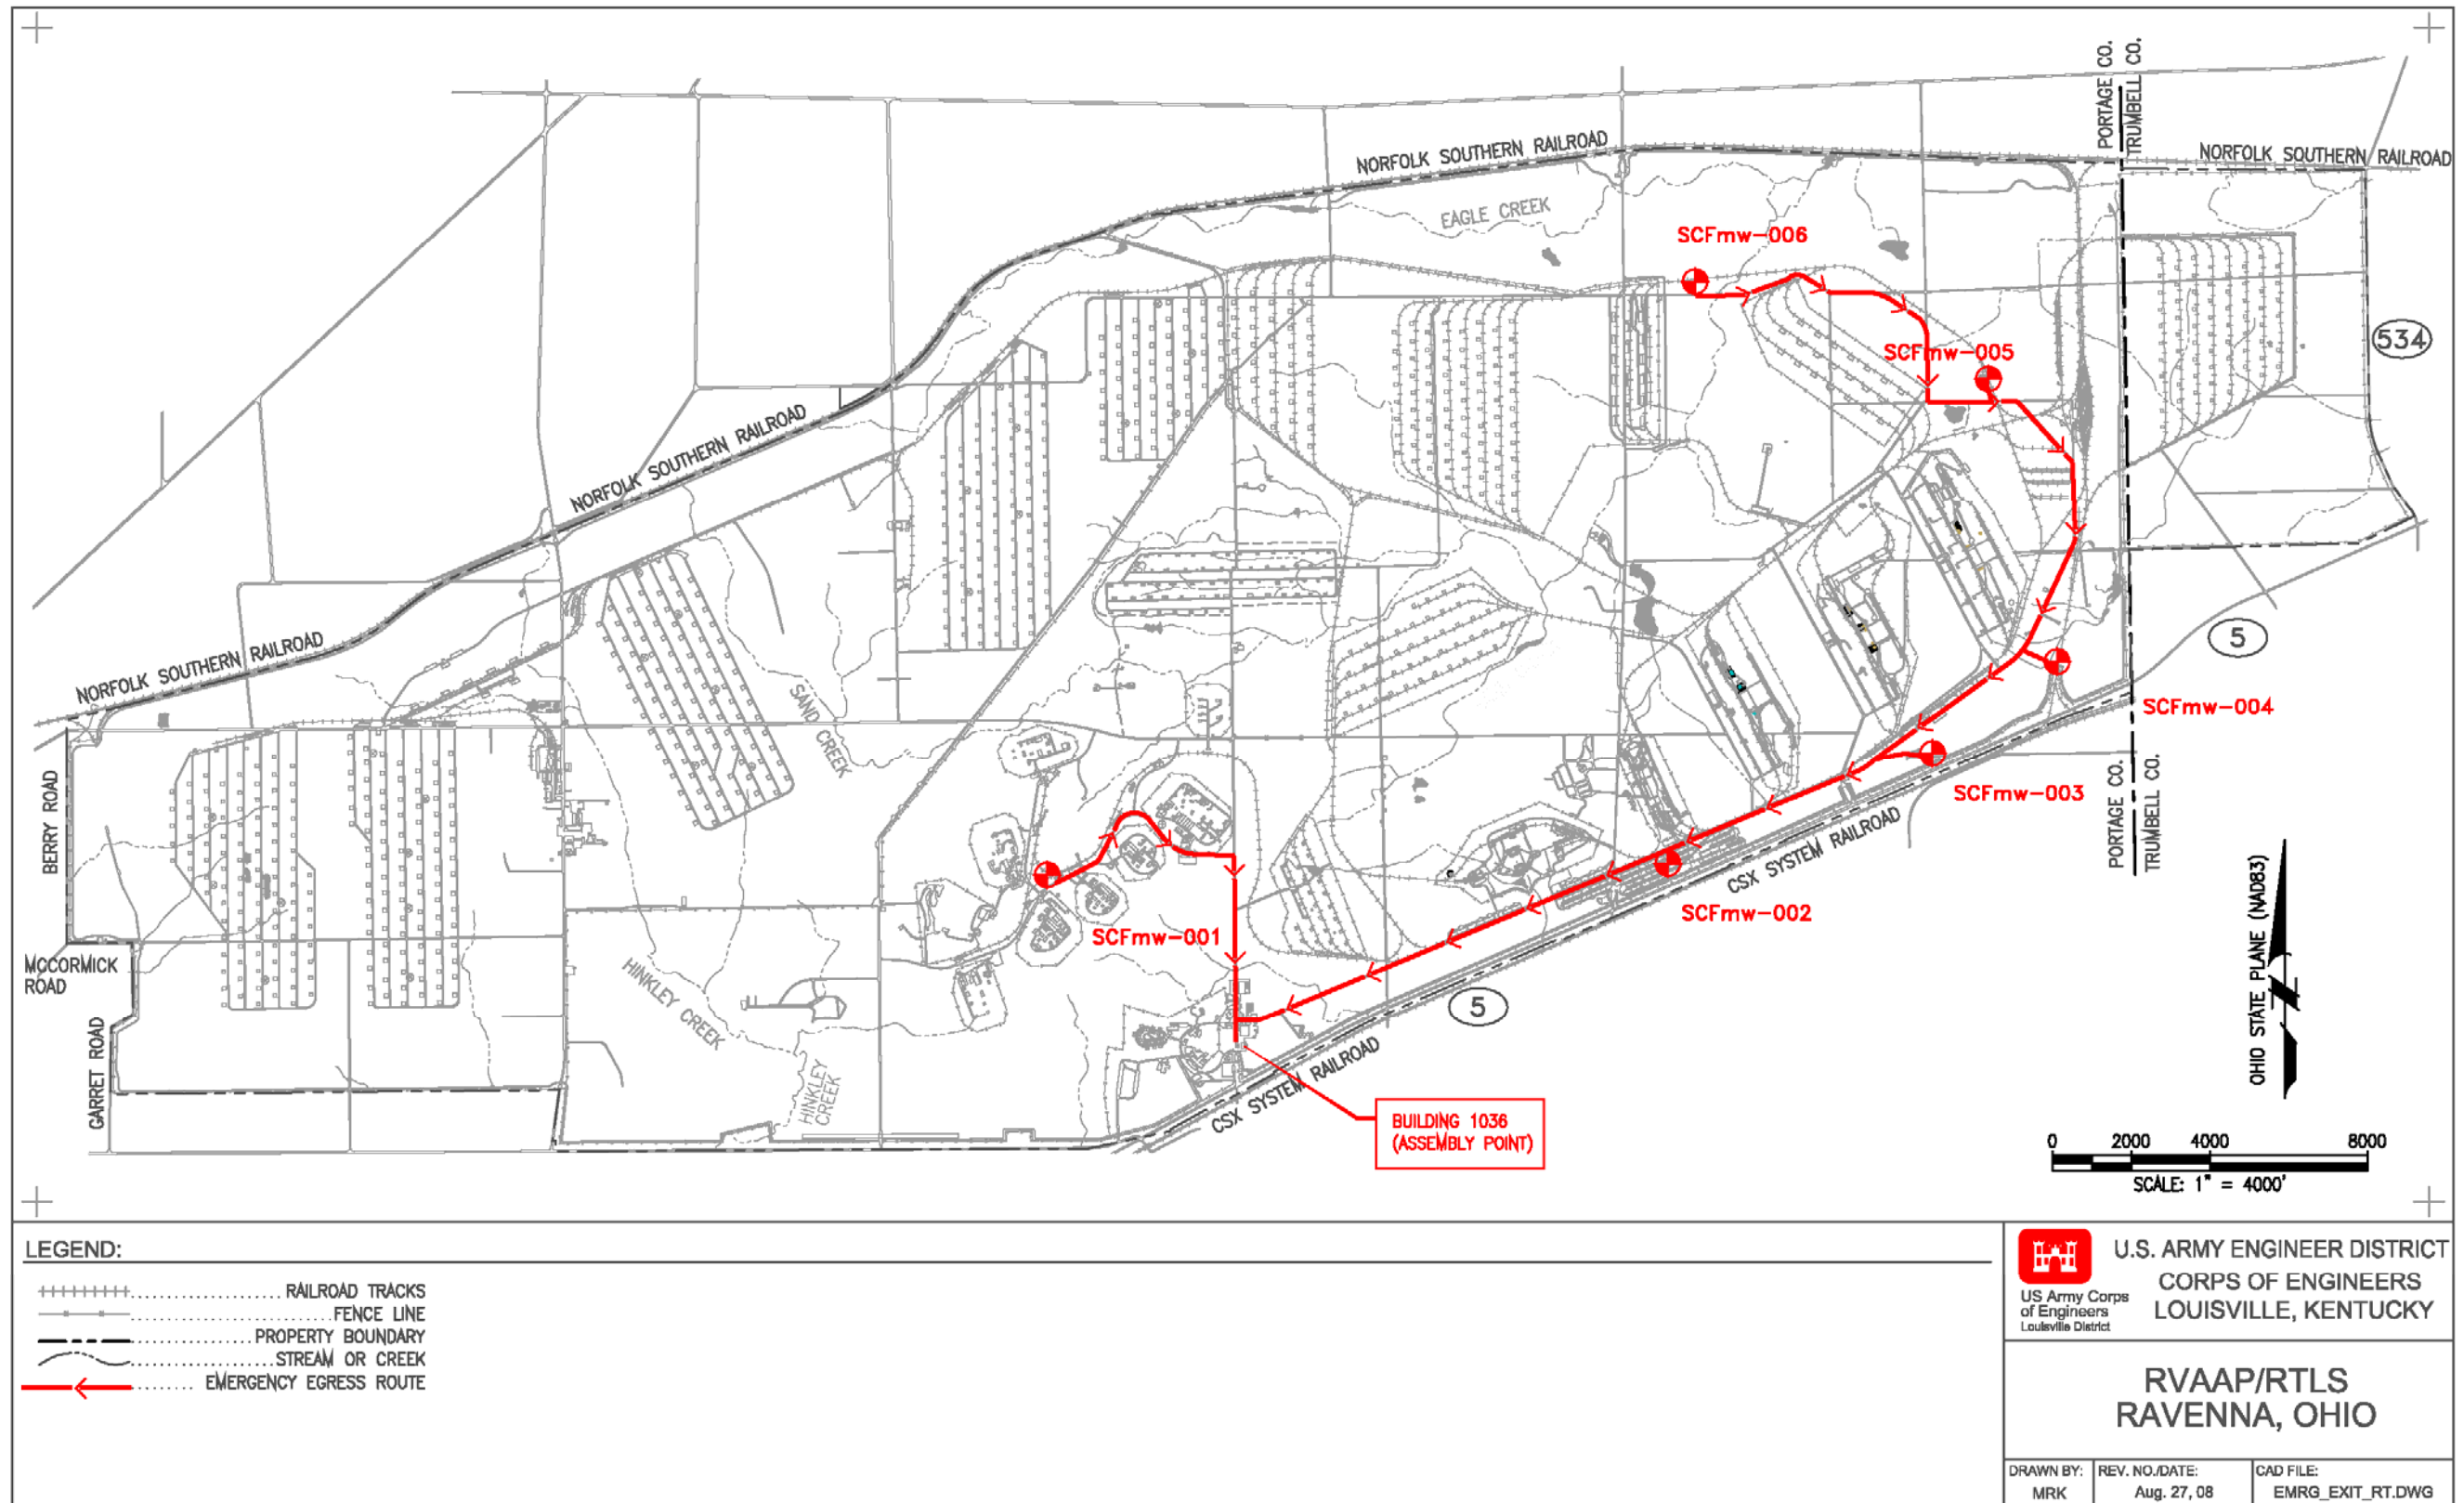 PORTAGE CO.
TRUMBELL CO.
NORFOLK SOUTHERN RAILROAD
NORFOLK SOUTHERN RAILROAD
EAGLE CREEK
SCFmw-006
534
SCFmw-005
NORFOLK SOUTHERN RAILROAD
NORFOLK SOUTHERN RAILROAD
5
SAND
CREEK
SCFmw-004
BERRY ROAD
PORTAGE CO.
TRUMBELL CO.
SCFmw-003
CSX SYSTEM RAILROAD
SCFmw-002
SCFmw-001
MCCORMICK
ROAD
HINKLEY CREEK
5
OHIO STATE PLANE (NAD83)
GARRET ROAD
HINKLEY
CREEK
CSX SYSTEM RAILROAD
BUILDING 1036
(ASSEMBLY POINT)
0 2000 4000 8000
SCALE: 1" = 4000'
LEGEND:
RAILROAD TRACKS
FENCE LINE
PROPERTY BOUNDARY
STREAM OR CREEK
EMERGENCY EGRESS ROUTE
US Army Corps
of Engineers
Louisville District
U.S. ARMY ENGINEER DISTRICT
CORPS OF ENGINEERS
LOUISVILLE, KENTUCKY
RVAAP/RTLS
RAVENNA, OHIO
DRAWN BY:
MRK
REV. NO./DATE:
Aug. 27, 08
CAD FILE:
EMRG_EXIT_RT.DWG